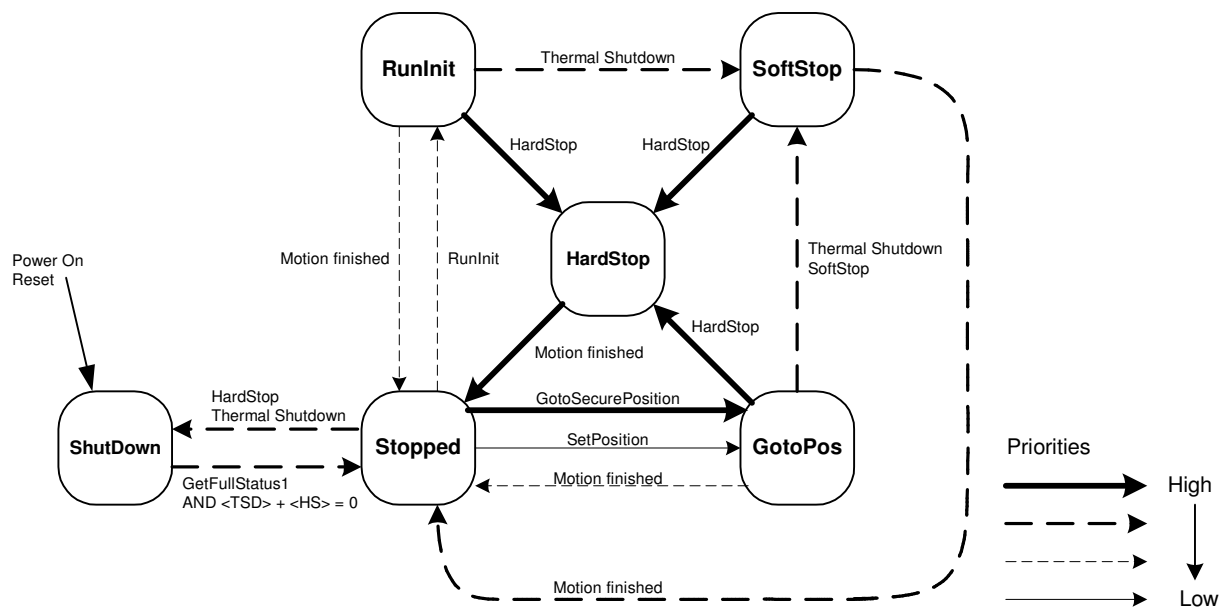 RunInit
Thermal Shutdown
SoftStop
HardStop
HardStop
Motion finished
RunInit
HardStop
Thermal Shutdown
SoftStop
Power On
Reset
HardStop
Motion finished
HardStop
Thermal Shutdown
GotoSecurePosition
ShutDown
Stopped
SetPosition
GotoPos
Priorities
GetFullStatus1
AND <TSD> + <HS> = 0
Motion finished
High
Motion finished
Low